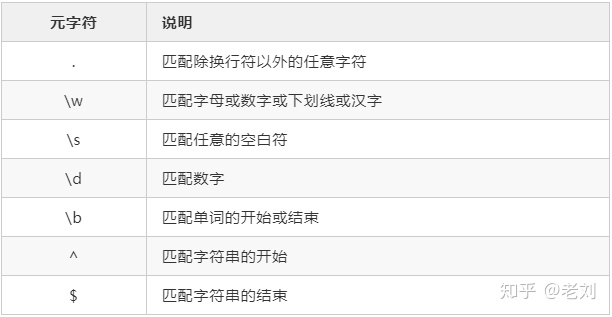 元字符 说明
. 匹配除换行符以外的任意字符
\w 匹配字母或数字或下划线或汉字
\s 匹配任意的空白符
\d 匹配数字
\b 匹配单词的开始或结束
^ 匹配字符串的开始
$ 匹配字符串的结束
知乎 @老刘